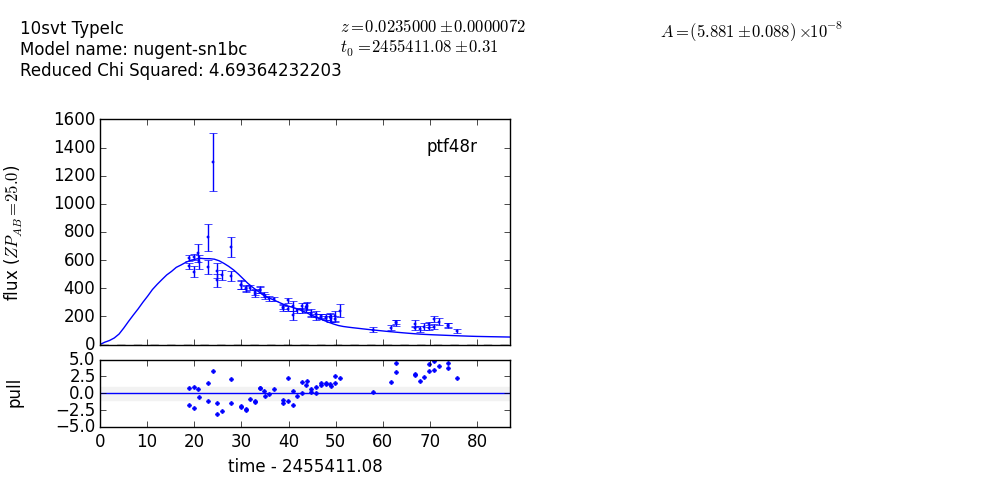 10svt TypeIc
Model name: nugent-sn1bc
Reduced Chi Squared: 4.69364232203
z=0.0235000 ±0.0000072
t0 =2455411.08 ±0.31
A=(5.881 ±0.088) ×10^-8
1600
1400
1200
1000
800
600
400
200
0
flux (ZP_AB=25.0)
ptf48r
5.0
2.5
0.0
−2.5
−5.0
pull
0 10 20 30 40 50 60 70 80
time - 2455411.08